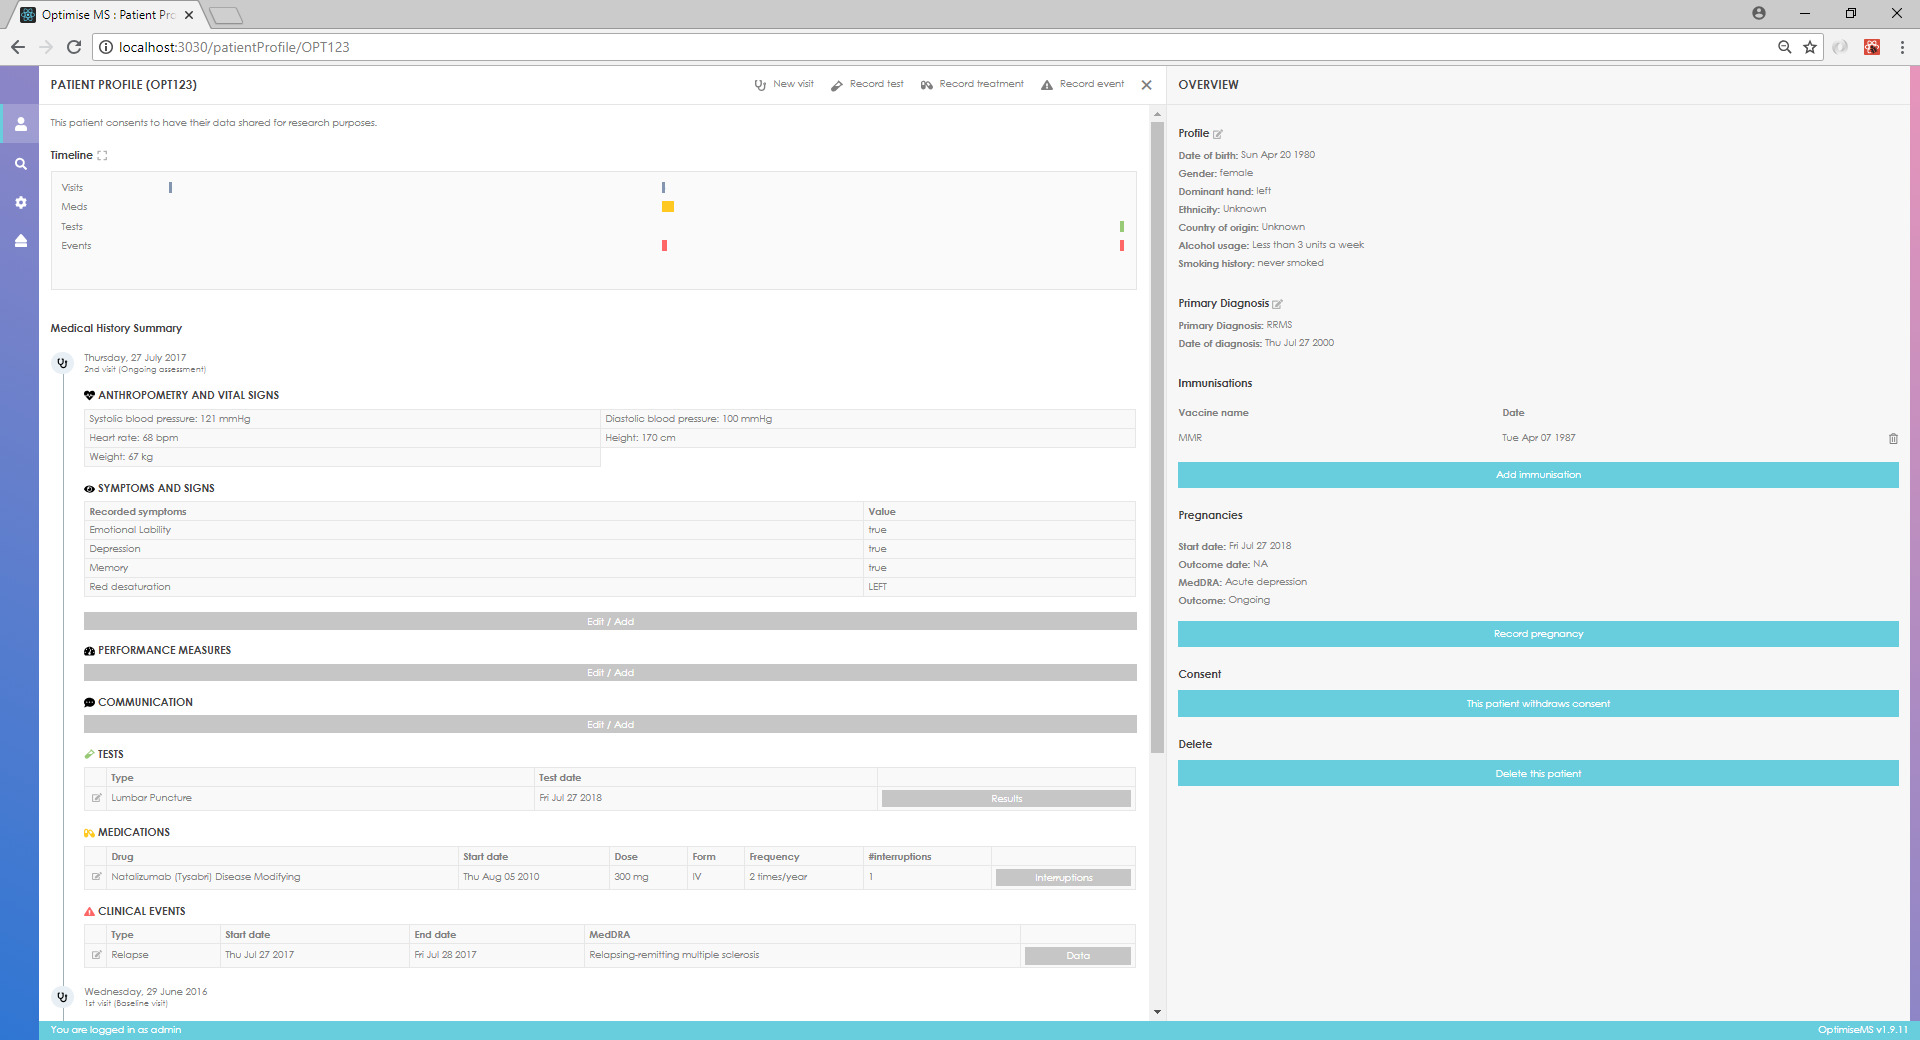 Optimise MS : Patient Pro
localhost:3030/patientProfile/OPT123
PATIENT PROFILE (OPT123)
New visit
Record test
Record treatment
Record event
This patient consents to have their data shared for research purposes.
Timeline
Visits
Meds
Tests
Events
Medical History Summary
Thursday, 27 July 2017
2nd visit (Ongoing assessment)
ANTHROPOMETRY AND VITAL SIGNS
Systolic blood pressure: 121 mmHg Diastolic blood pressure: 100 mmHg
Heart rate: 68 bpm Height: 170 cm
Weight: 67 kg
SYMPTOMS AND SIGNS
Recorded symptoms Value
Emotional Lability true
Depression true
Memory true
Red desaturation LEFT
Edit / Add
PERFORMANCE MEASURES
Edit / Add
COMMUNICATION
Edit / Add
TESTS
Type Test date
Lumbar Puncture Fri Jul 27 2018 Results
MEDICATIONS
Drug Start date Dose Form Frequency #interruptions
Natalizumab (Tysabri) Disease Modifying Thu Aug 05 2010 300 mg IV 2 times/year 1 Interruptions
CLINICAL EVENTS
Type Start date End date MedDRA
Relapse Thu Jul 27 2017 Fri Jul 28 2017 Relapsing-remitting multiple sclerosis Data
Wednesday, 29 June 2016
1st visit (Baseline visit)
OVERVIEW
Profile
Date of birth: Sun Apr 20 1980
Gender: female
Dominant hand: left
Ethnicity: Unknown
Country of origin: Unknown
Alcohol usage: Less than 3 units a week
Smoking history: never smoked
Primary Diagnosis
Primary Diagnosis: RRMS
Date of diagnosis: Thu Jul 27 2000
Immunisations
Vaccine name Date
MMR Tue Apr 07 1987
Add immunisation
Pregnancies
Start date: Fri Jul 27 2018
Outcome date: NA
MedDRA: Acute depression
Outcome: Ongoing
Record pregnancy
Consent
This patient withdraws consent
Delete
Delete this patient
You are logged in as admin
OptimiseMS v1.9.11